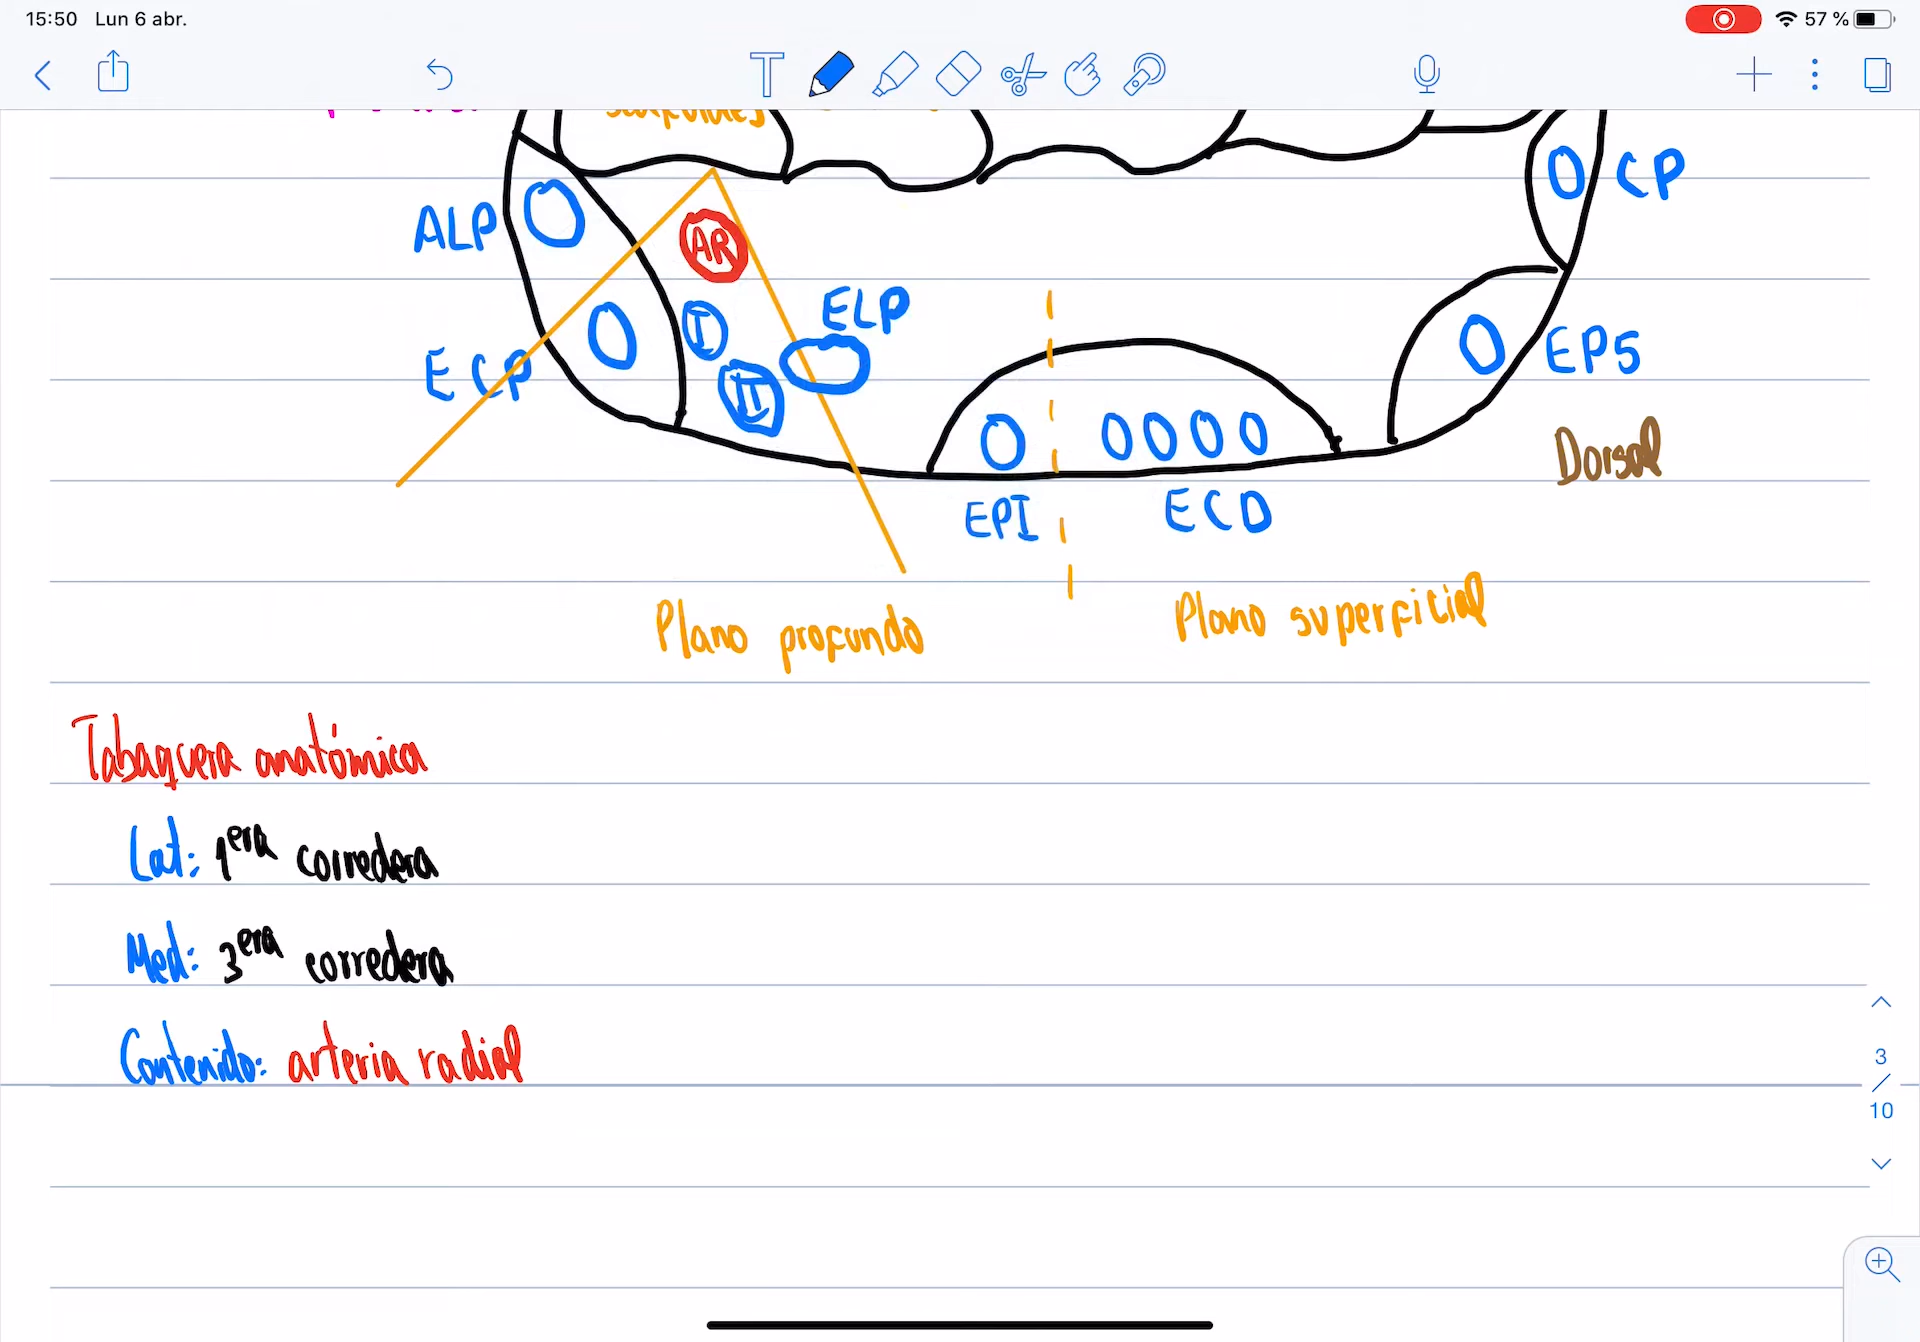 15:50 Lun 6 abr. 57 %
ALP
AR
CP
I
ELP
ECP
II
EP5
Dorsal
EPI
ECD
Plano profundo
Plano superficial
Tabaquera anatómica
Lat: 1era corredera
Med: 3era corredera
Contenido: arteria radial
3
/
10